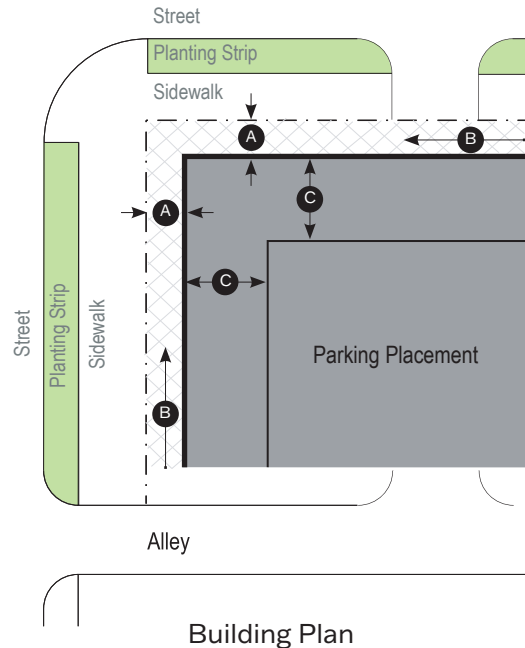 Street
Planting Strip
Sidewalk
A
B
A
C
C
Street
Planting Strip
Sidewalk
Parking Placement
B
Alley
Building Plan